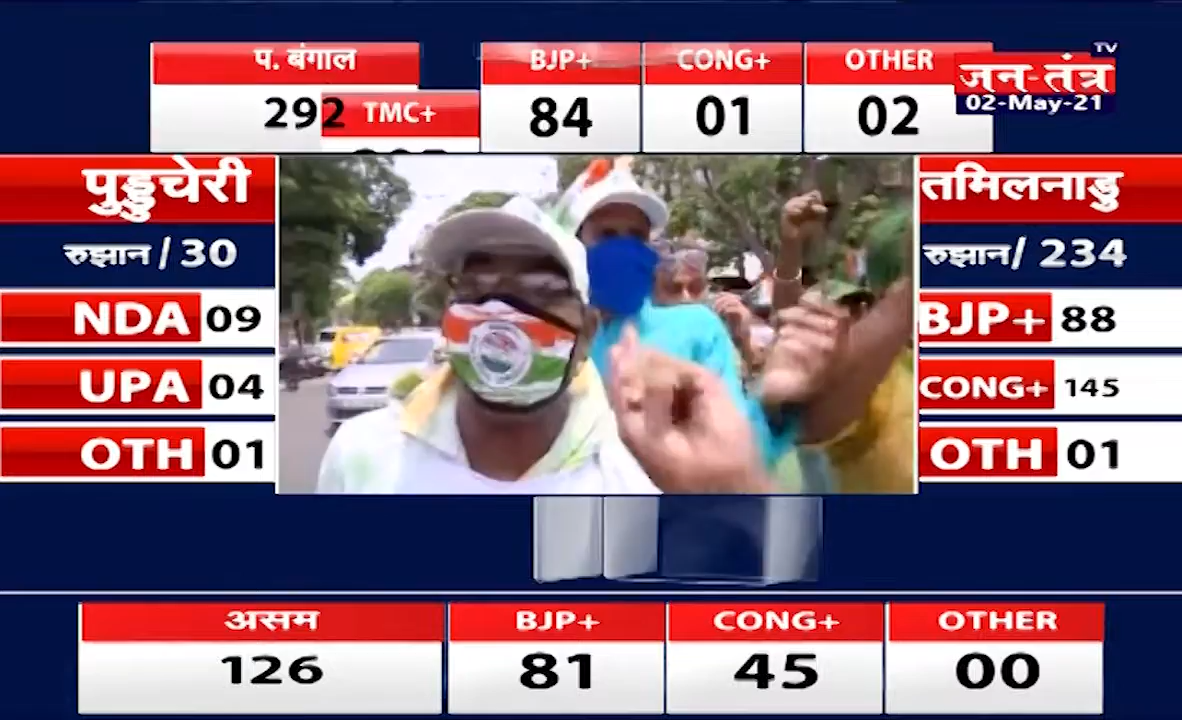 प. बंगाल
292
TMC+
BJP+
84
CONG+
01
OTHER
02
TV
जन-तंत्र
02-May-21
पुड्डुचेरी
रुझान / 30
NDA 09
UPA 04
OTH 01
तमिलनाडु
रुझान/ 234
BJP+ 88
CONG+ 145
OTH 01
असम
126
BJP+
81
CONG+
45
OTHER
00